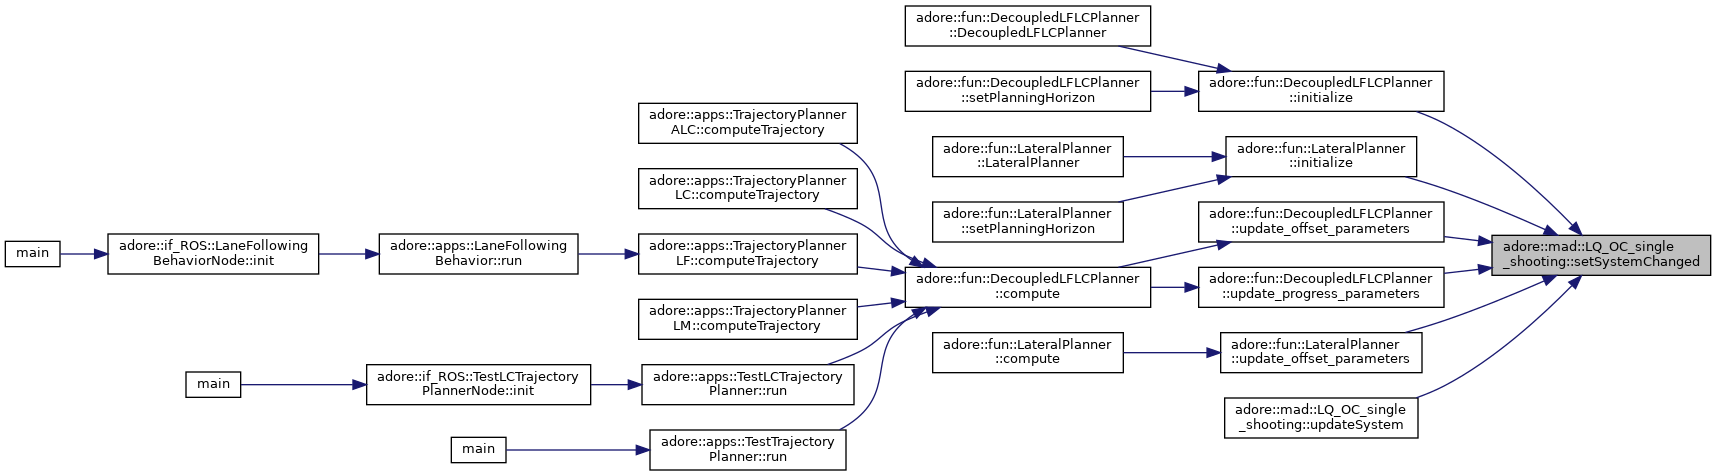 adore::fun::DecoupledLFLCPlanner
::DecoupledLFLCPlanner
adore::fun::DecoupledLFLCPlanner
::setPlanningHorizon
adore::fun::DecoupledLFLCPlanner
::initialize
adore::apps::TrajectoryPlanner
ALC::computeTrajectory
adore::fun::LateralPlanner
::LateralPlanner
adore::fun::LateralPlanner
::initialize
adore::apps::TrajectoryPlanner
LC::computeTrajectory
adore::fun::LateralPlanner
::setPlanningHorizon
adore::fun::DecoupledLFLCPlanner
::update_offset_parameters
main
adore::if_ROS::LaneFollowing
BehaviorNode::init
adore::apps::LaneFollowing
Behavior::run
adore::apps::TrajectoryPlanner
LF::computeTrajectory
adore::mad::LQ_OC_single
_shooting::setSystemChanged
adore::fun::DecoupledLFLCPlanner
::compute
adore::fun::DecoupledLFLCPlanner
::update_progress_parameters
adore::apps::TrajectoryPlanner
LM::computeTrajectory
adore::fun::LateralPlanner
::compute
adore::fun::LateralPlanner
::update_offset_parameters
main
adore::if_ROS::TestLCTrajectory
PlannerNode::init
adore::apps::TestLCTrajectory
Planner::run
adore::mad::LQ_OC_single
_shooting::updateSystem
main
adore::apps::TestTrajectory
Planner::run